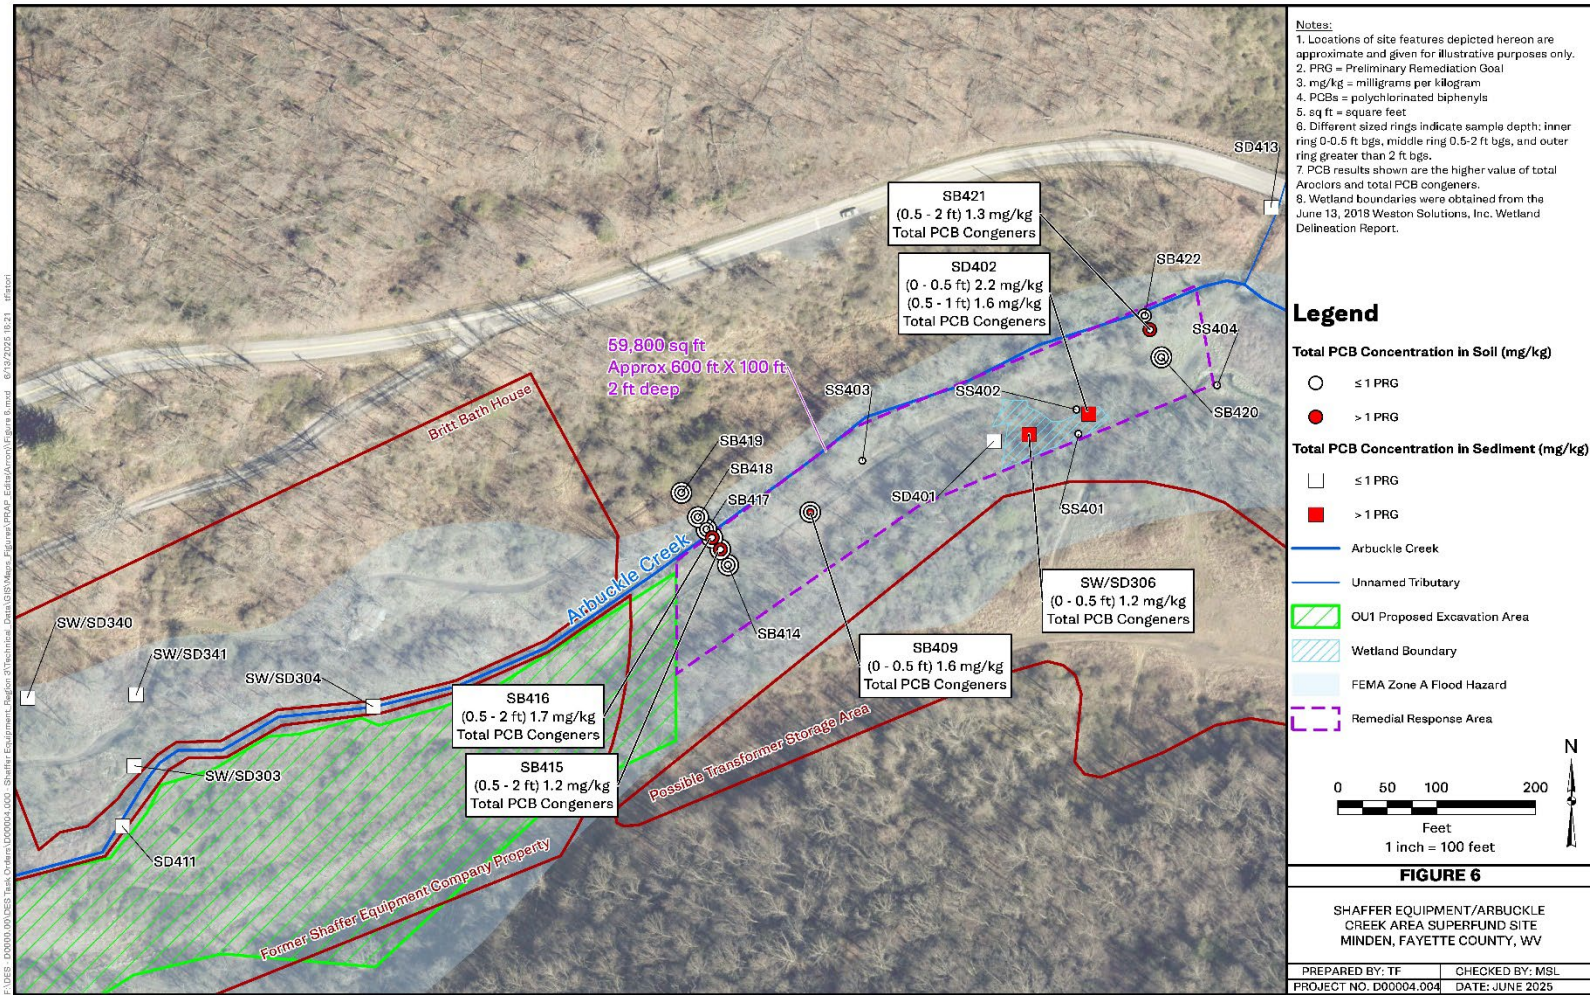 Notes:
1. Locations of site features depicted hereon are
approximate and given for illustrative purposes only.
2. PRG = Preliminary Remediation Goal
3. mg/kg = milligrams per kilogram
4. PCBs = polychlorinated biphenyls
5. sq ft = square feet
6. Different sized rings indicate sample depth: inner
ring 0-0.5 ft bgs, middle ring 0.5-2 ft bgs, and outer
ring greater than 2 ft bgs.
7. PCB results shown are the higher value of total
Aroclors and total PCB congeners.
8. Wetland boundaries were obtained from the
June 13, 2018 Weston Solutions, Inc. Wetland
Delineation Report.
SD413
SB421
(0.5 - 2 ft) 1.3 mg/kg
Total PCB Congeners
SD402
(0 - 0.5 ft) 2.2 mg/kg
(0.5 - 1 ft) 1.6 mg/kg
Total PCB Congeners
SB422
SS404
59,800 sq ft
Approx 600 ft X 100 ft
2 ft deep
SS403
SS402
SB420
Britt Bath House
SB419
SB418
SB417
SD401
SS401
Arbuckle Creek
SW/SD306
(0 - 0.5 ft) 1.2 mg/kg
Total PCB Congeners
SW/SD340
SW/SD341
SB414
SB409
(0 - 0.5 ft) 1.6 mg/kg
Total PCB Congeners
SW/SD304
SB416
(0.5 - 2 ft) 1.7 mg/kg
Total PCB Congeners
Possible Transformer Storage Area
SW/SD303
SB415
(0.5 - 2 ft) 1.2 mg/kg
Total PCB Congeners
SD411
Former Shaffer Equipment Company Property
Legend
Total PCB Concentration in Soil (mg/kg)
≤ 1 PRG
> 1 PRG
Total PCB Concentration in Sediment (mg/kg)
≤ 1 PRG
> 1 PRG
Arbuckle Creek
Unnamed Tributary
OU1 Proposed Excavation Area
Wetland Boundary
FEMA Zone A Flood Hazard
Remedial Response Area
N
0 50 100 200
Feet
1 inch = 100 feet
FIGURE 6
SHAFFER EQUIPMENT/ARBUCKLE
CREEK AREA SUPERFUND SITE
MINDEN, FAYETTE COUNTY, WV
PREPARED BY: TF CHECKED BY: MSL
PROJECT NO. D00004.004 DATE: JUNE 2025